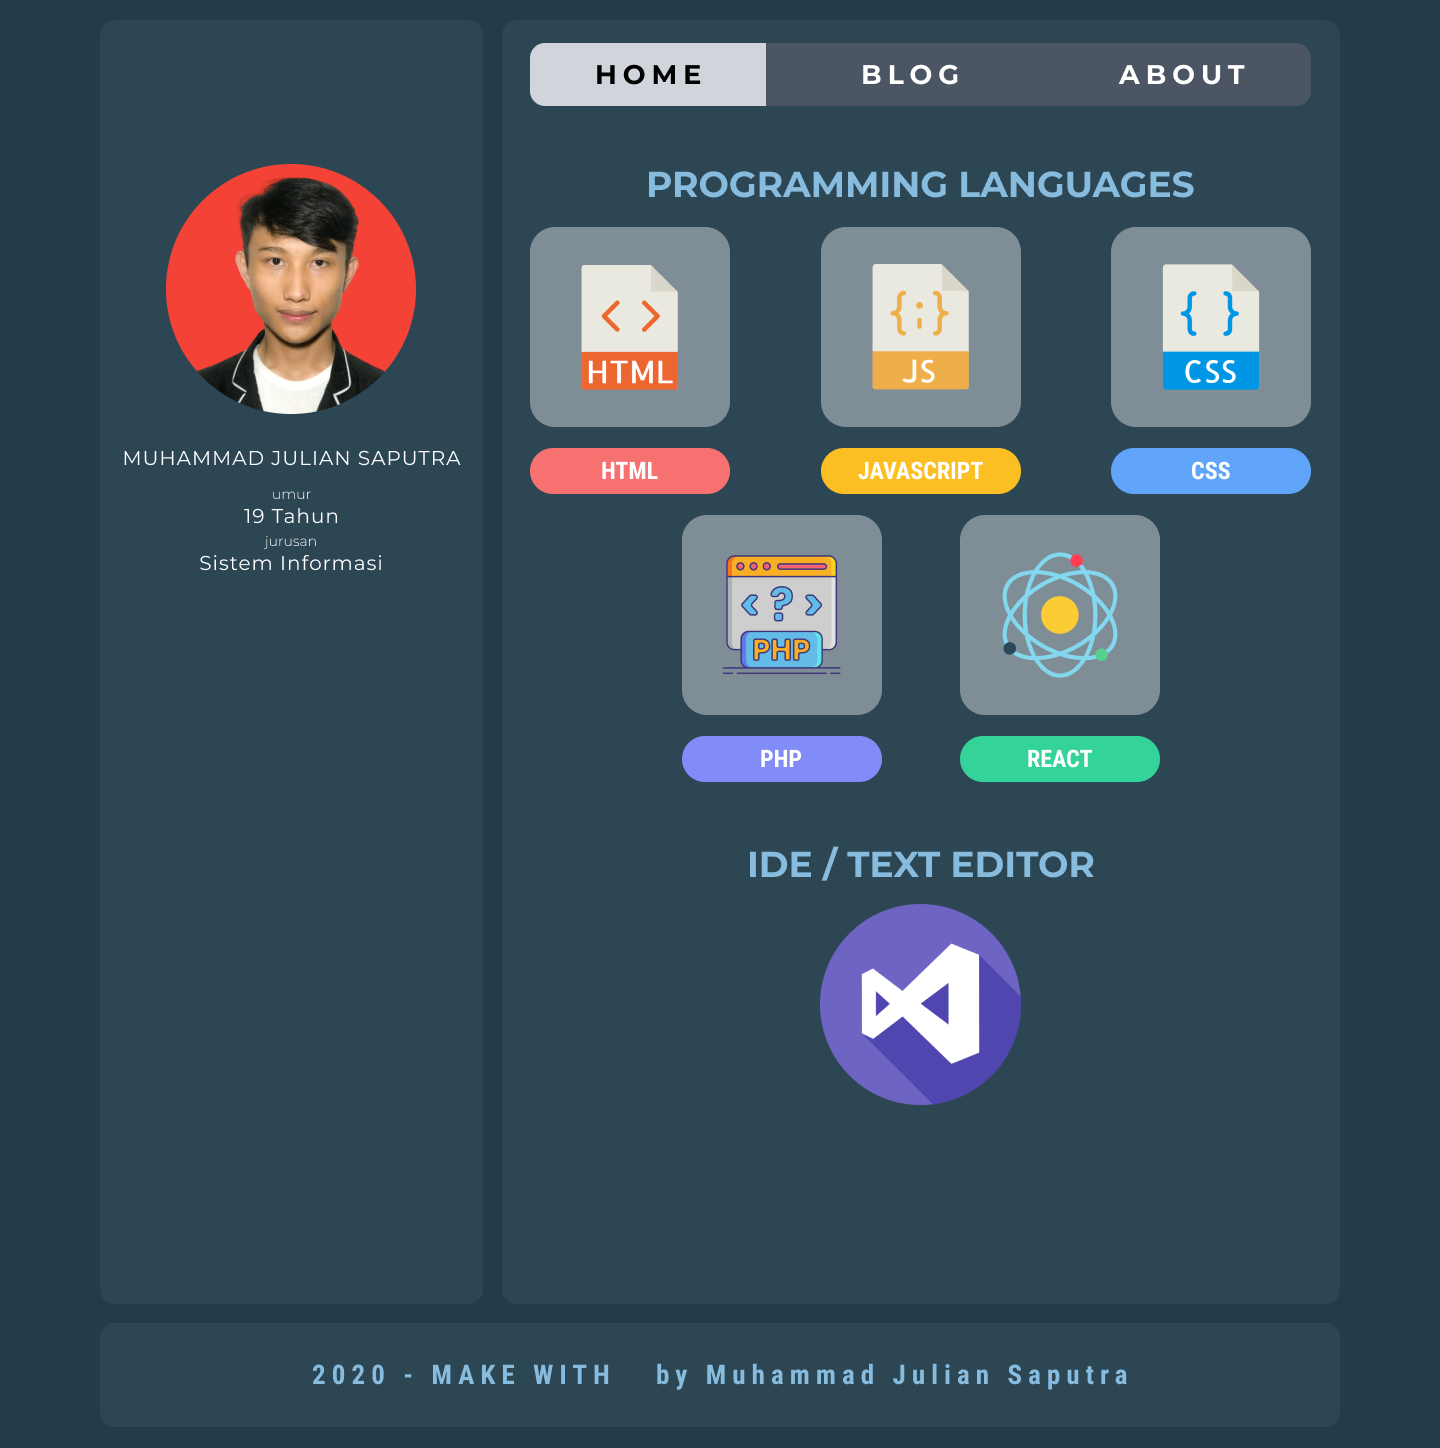 HOME BLOG ABOUT
MUHAMMAD JULIAN SAPUTRA
umur
19 Tahun
jurusan
Sistem Informasi
PROGRAMMING LANGUAGES
< > HTML
{;} JS
{ } CSS
HTML
JAVASCRIPT
CSS
<?> PHP
PHP
REACT
IDE / TEXT EDITOR
2020 - MAKE WITH by Muhammad Julian Saputra